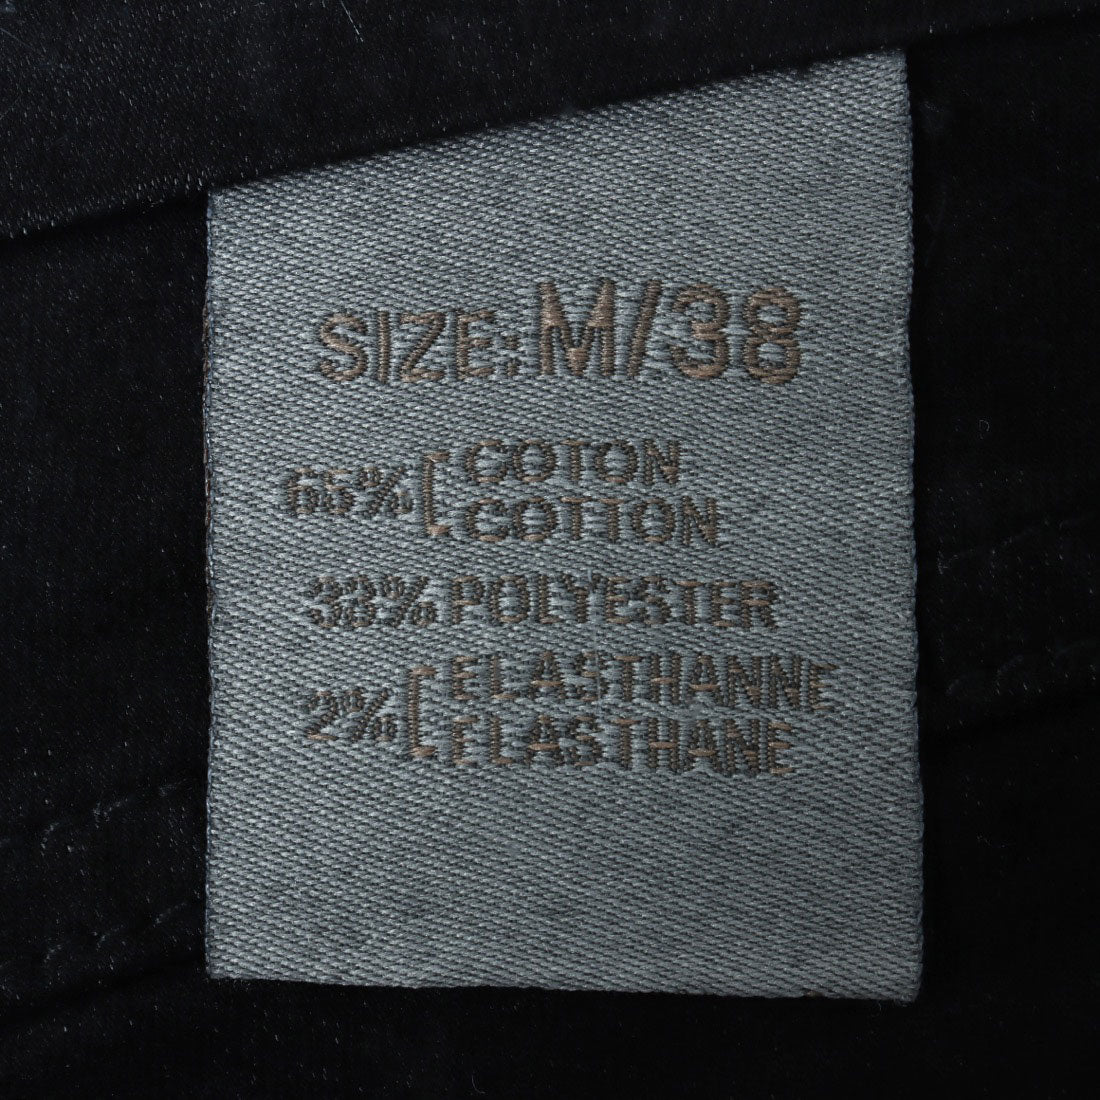 SIZE: M/38
65% [ COTON
COTTON
33% POLYESTER
2% [ ELASTHANNE
ELASTHANE